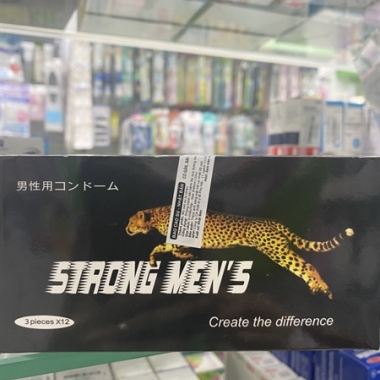 男性用コンドーム
STRONG MEN'S
3 pieces X12
Create the difference